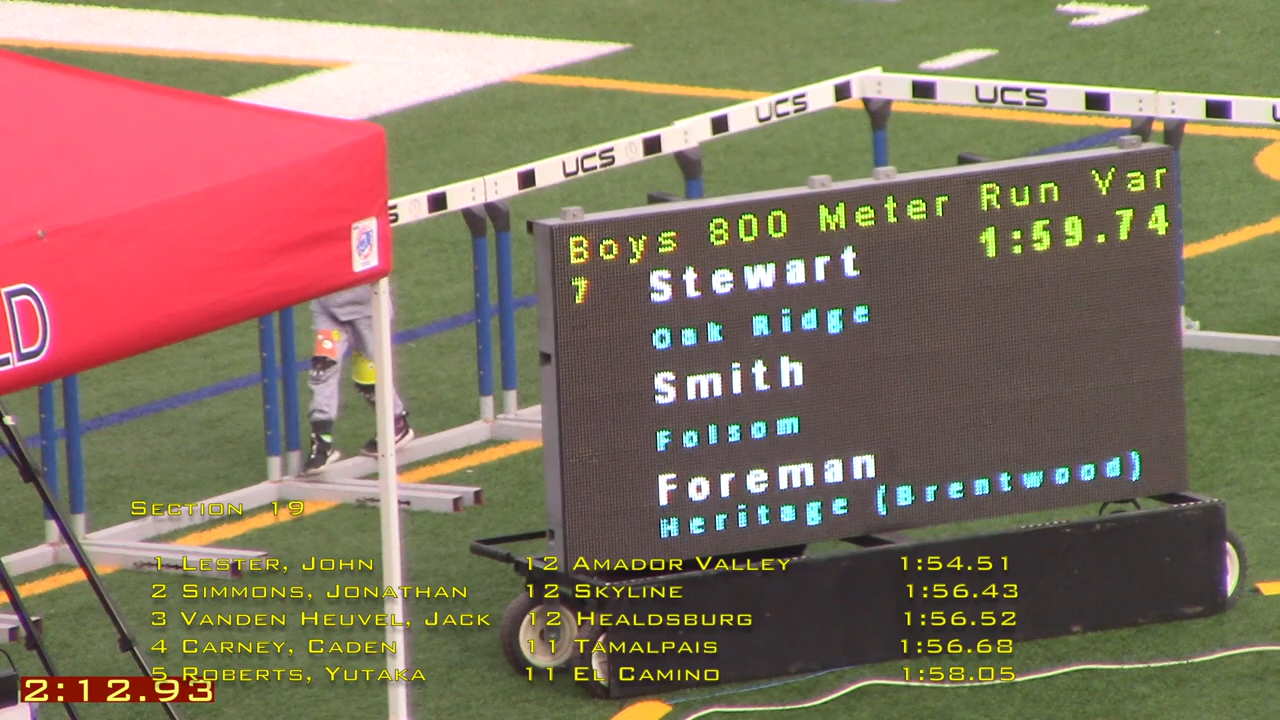 UCS
UCS
UCS
LD
Boys 800 Meter Run Var
1:59.74
7 Stewart
Oak Ridge
Smith
Folsom
Foreman
Heritage (Brentwood)
Section 19
1 Lester, John 12 Amador Valley 1:54.51
2 Simmons, Jonathan 12 Skyline 1:56.43
3 Vanden Heuvel, Jack 12 Healdsburg 1:56.52
4 Carney, Caden 11 Tamalpais 1:56.68
5 Roberts, Yutaka 11 El Camino 1:58.05
2:12.93